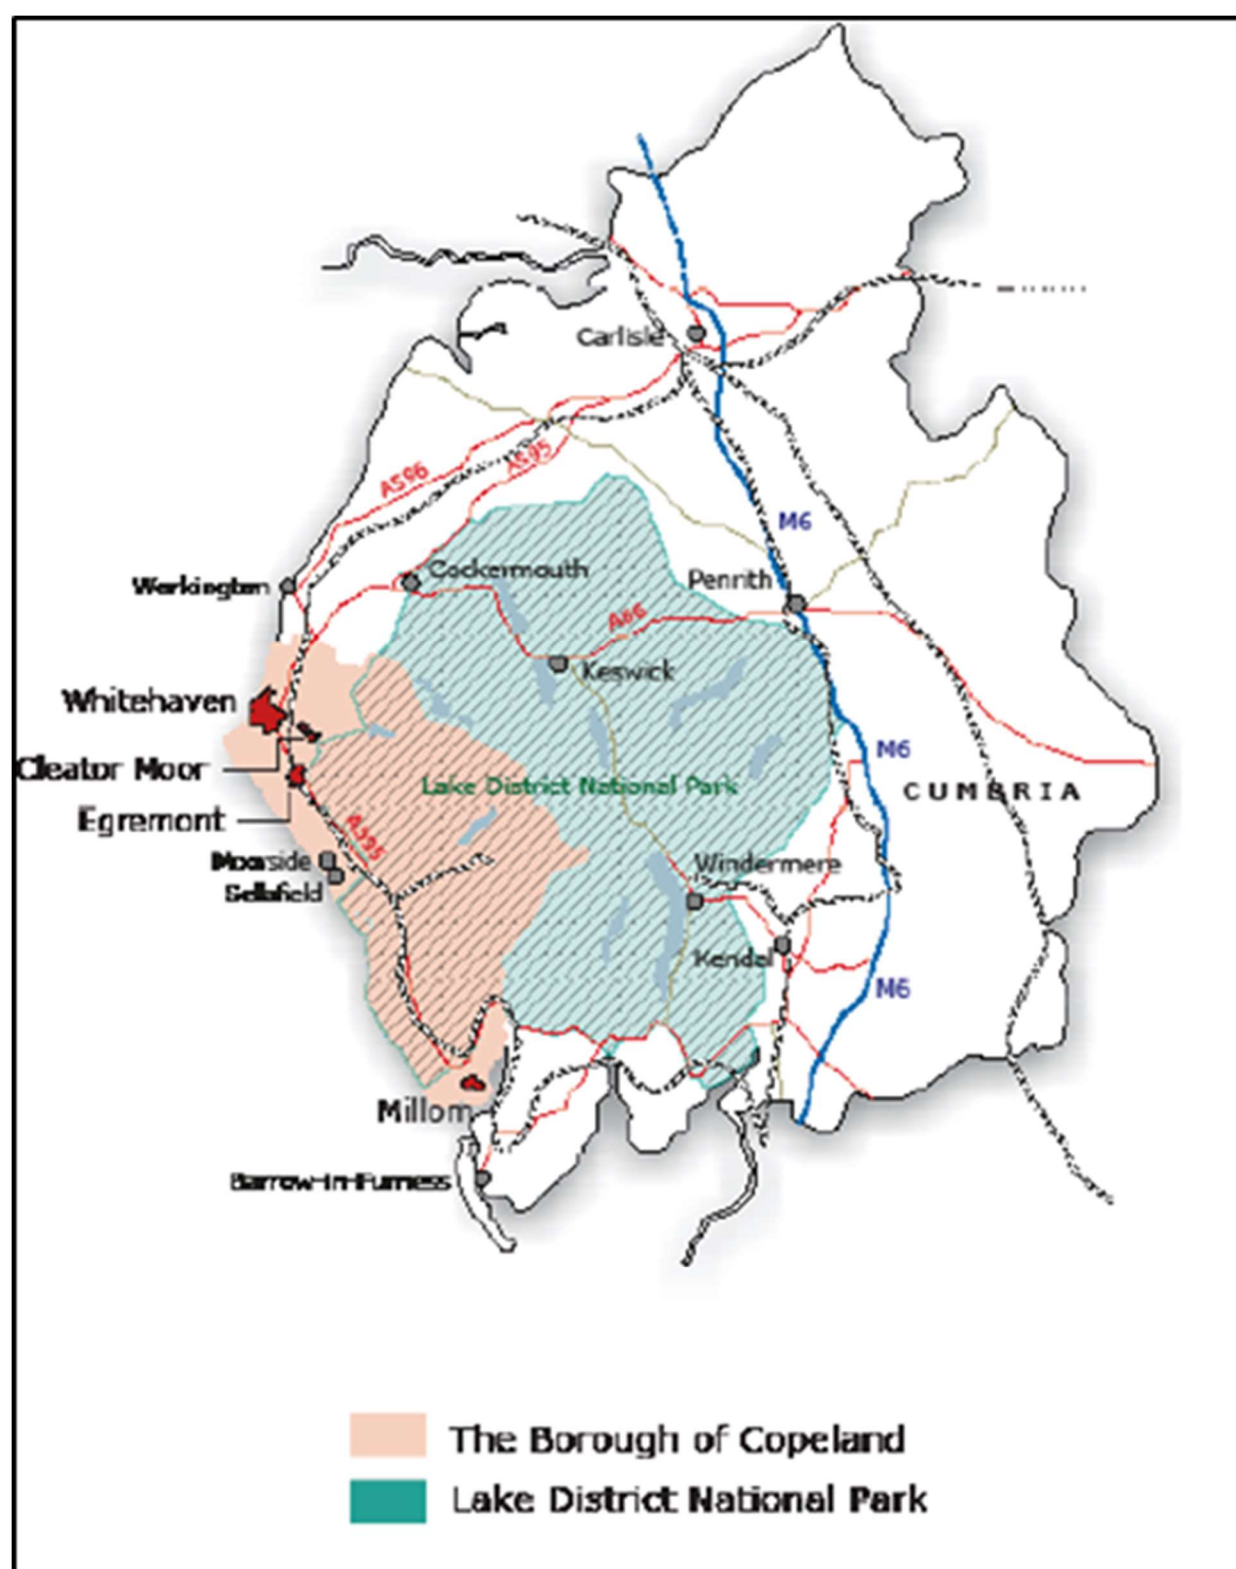 Carlisle
A596
A595
M6
Workington
Cockermouth
Penrith
A66
Keswick
Whitehaven
M6
Cleator Moor
Lake District National Park
CUMBRIA
Egremont
A595
Moorside
Windermere
Sellafield
Kendal
M6
Millom
Barrow-in-Furness
The Borough of Copeland
Lake District National Park